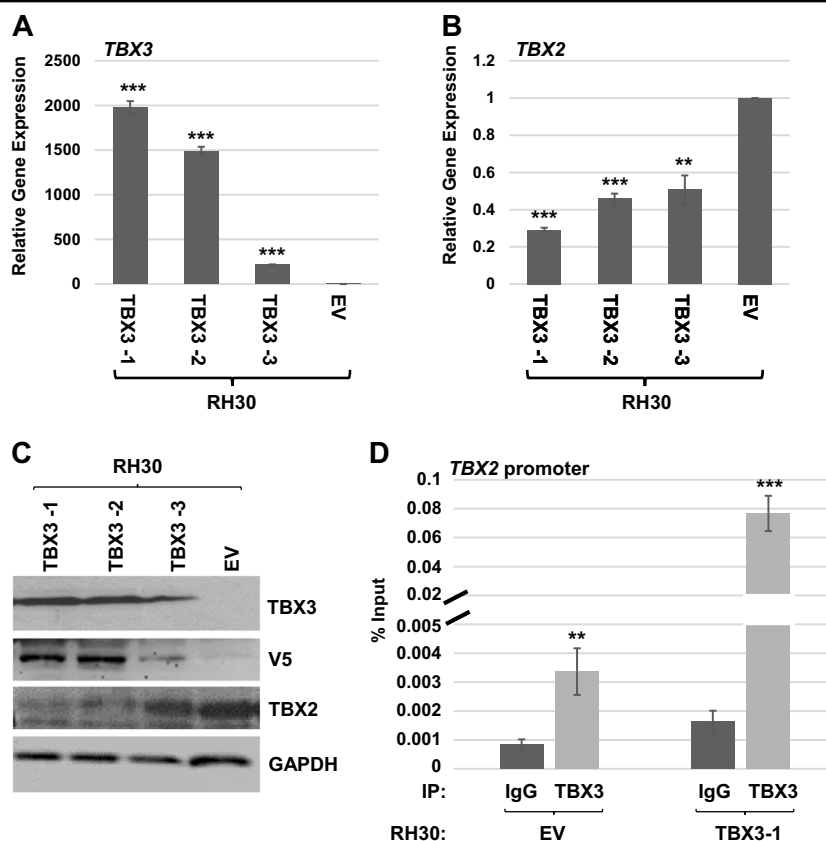 A
TBX3
Relative Gene Expression
2500
2000
1500
1000
500
0
***
***
***
TBX3 -1
TBX3 -2
TBX3 -3
EV
RH30
B
TBX2
Relative Gene Expression
1.2
1
0.8
0.6
0.4
0.2
0
***
***
**
TBX3 -1
TBX3 -2
TBX3 -3
EV
RH30
C
RH30
TBX3 -1
TBX3 -2
TBX3 -3
EV
TBX3
V5
TBX2
GAPDH
D
TBX2 promoter
% Input
0.1
0.08
0.06
0.04
0.02
0.005
0.004
0.003
0.002
0.001
0
**
***
IP: IgG TBX3 IgG TBX3
RH30: EV TBX3-1